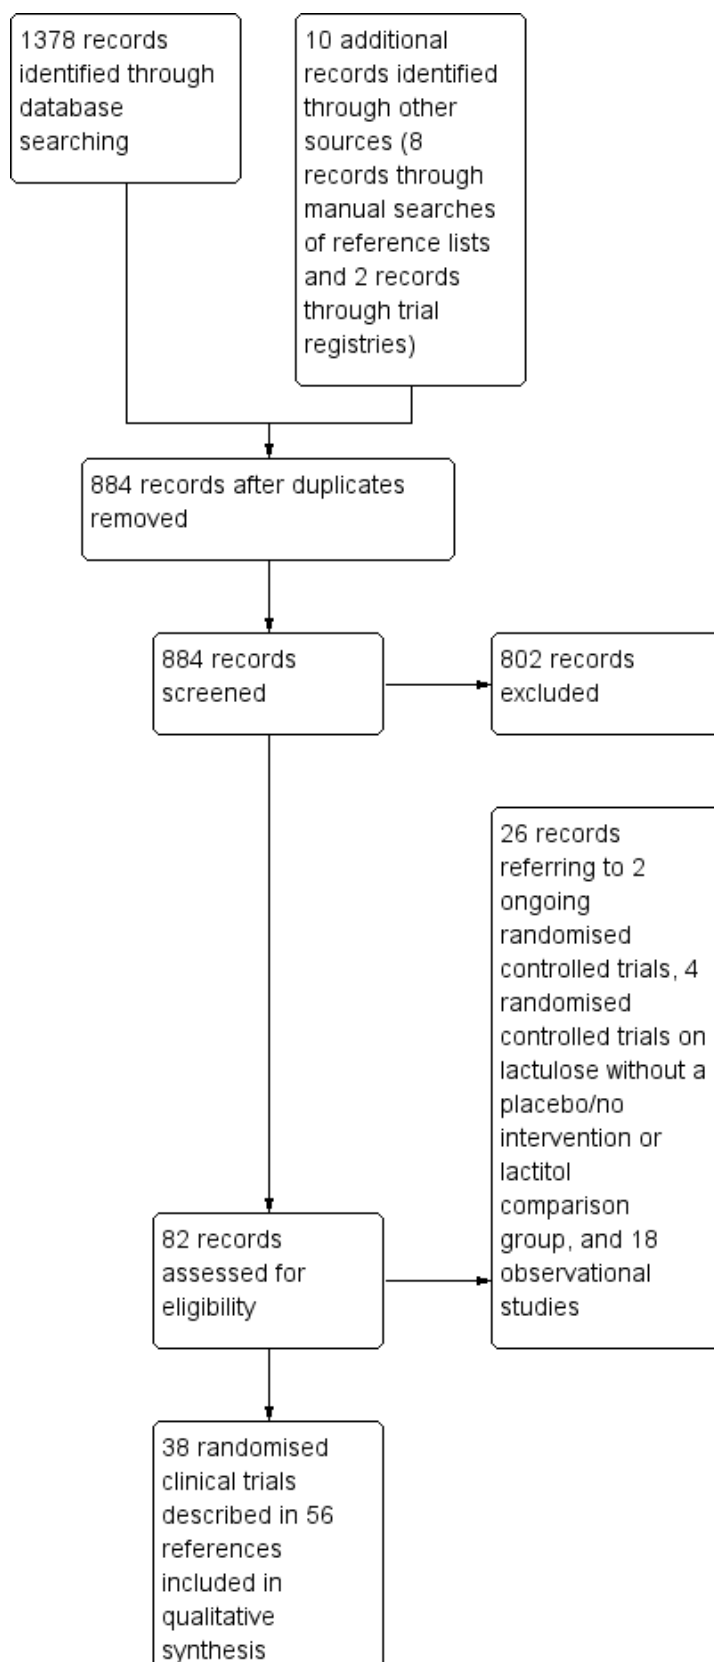 1378 records
identified through
database
searching
10 additional
records identified
through other
sources (8
records through
manual searches
of reference lists
and 2 records
through trial
registries)
884 records after duplicates
removed
884 records
screened
802 records
excluded
26 records
referring to 2
ongoing
randomised
controlled trials, 4
randomised
controlled trials on
lactulose without a
placebo/no
intervention or
lactitol
comparison
group, and 18
observational
studies
82 records
assessed for
eligibility
38 randomised
clinical trials
described in 56
references
included in
qualitative
synthesis